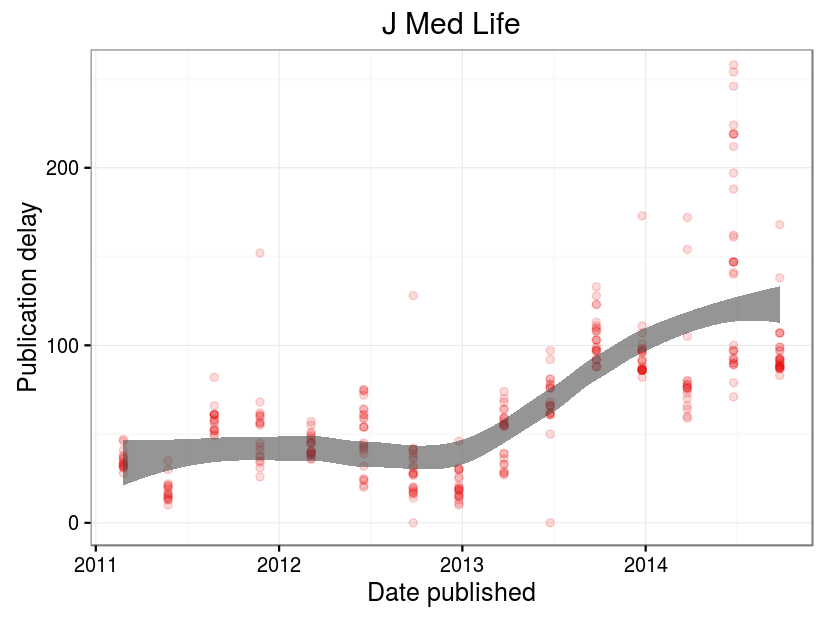 J Med Life
Publication delay
200
100
0
2011 2012 2013 2014
Date published